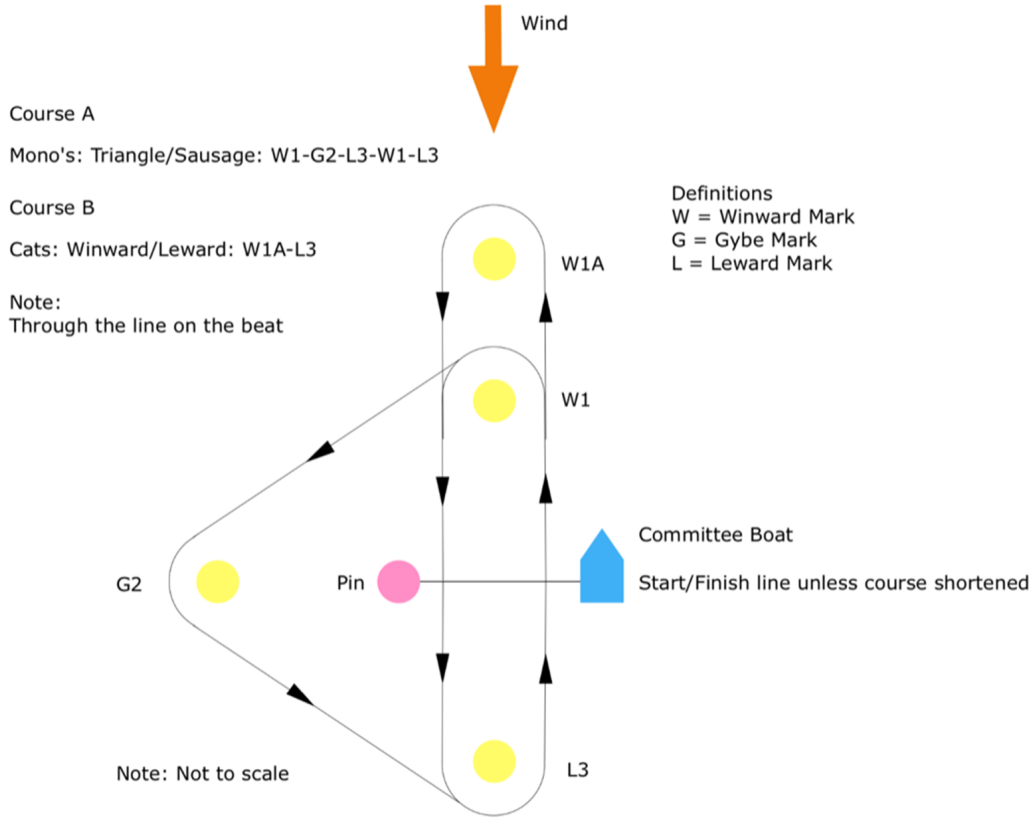 Wind
Course A
Mono's: Triangle/Sausage: W1-G2-L3-W1-L3
Course B
Cats: Winward/Leward: W1A-L3
Note:
Through the line on the beat
Definitions
W = Winward Mark
G = Gybe Mark
L = Leward Mark
W1A
W1
G2
Pin
Committee Boat
Start/Finish line unless course shortened
Note: Not to scale
L3